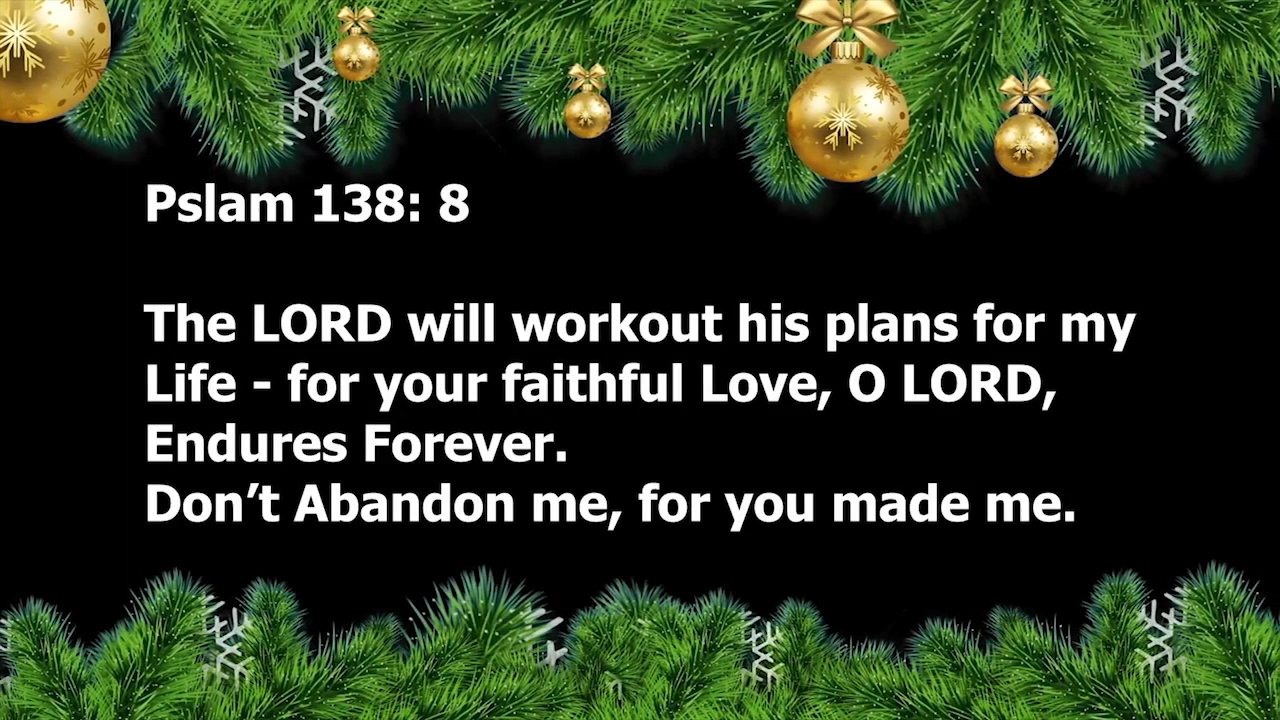 Pslam 138: 8
The LORD will workout his plans for my
Life - for your faithful Love, O LORD,
Endures Forever.
Don’t Abandon me, for you made me.